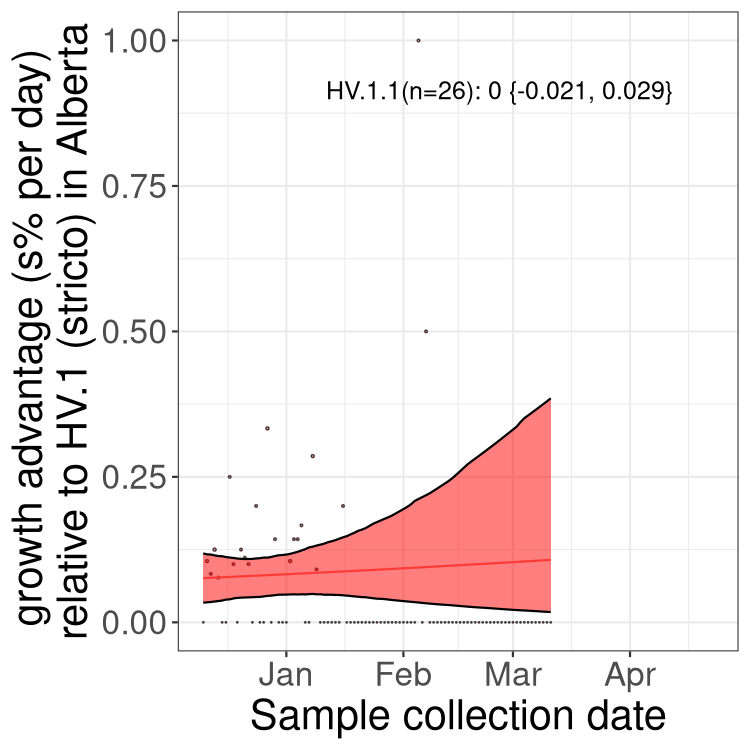 growth advantage (s% per day)
relative to HV.1 (stricto) in Alberta
1.00
0.75
0.50
0.25
0.00
HV.1.1(n=26): 0 {-0.021, 0.029}
Jan Feb Mar Apr
Sample collection date